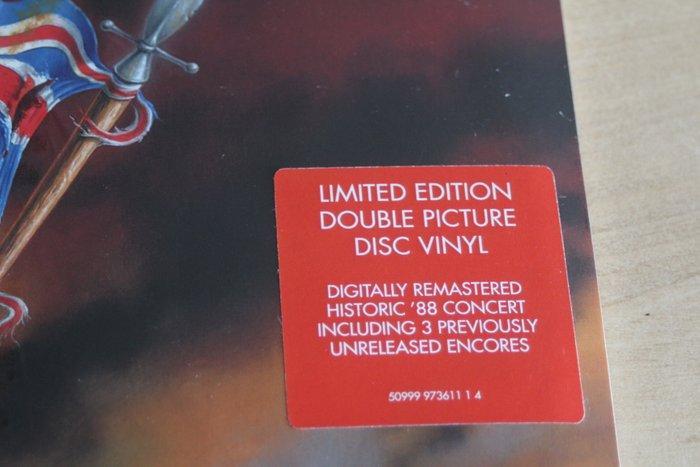 LIMITED EDITION
DOUBLE PICTURE
DISC VINYL
DIGITALLY REMASTERED
HISTORIC '88 CONCERT
INCLUDING 3 PREVIOUSLY
UNRELEASED ENCORES
50999 973611 1 4